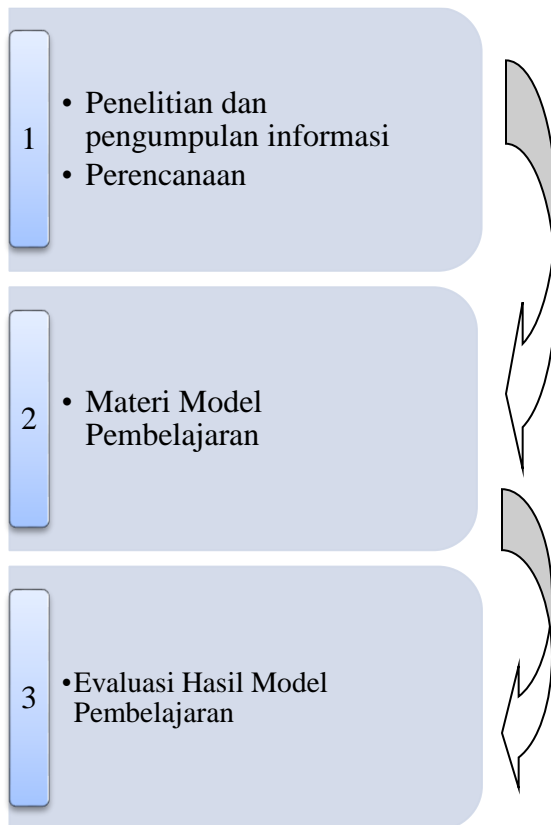 1
• Penelitian dan
pengumpulan informasi
• Perencanaan
2
• Materi Model
Pembelajaran
3
•Evaluasi Hasil Model
Pembelajaran